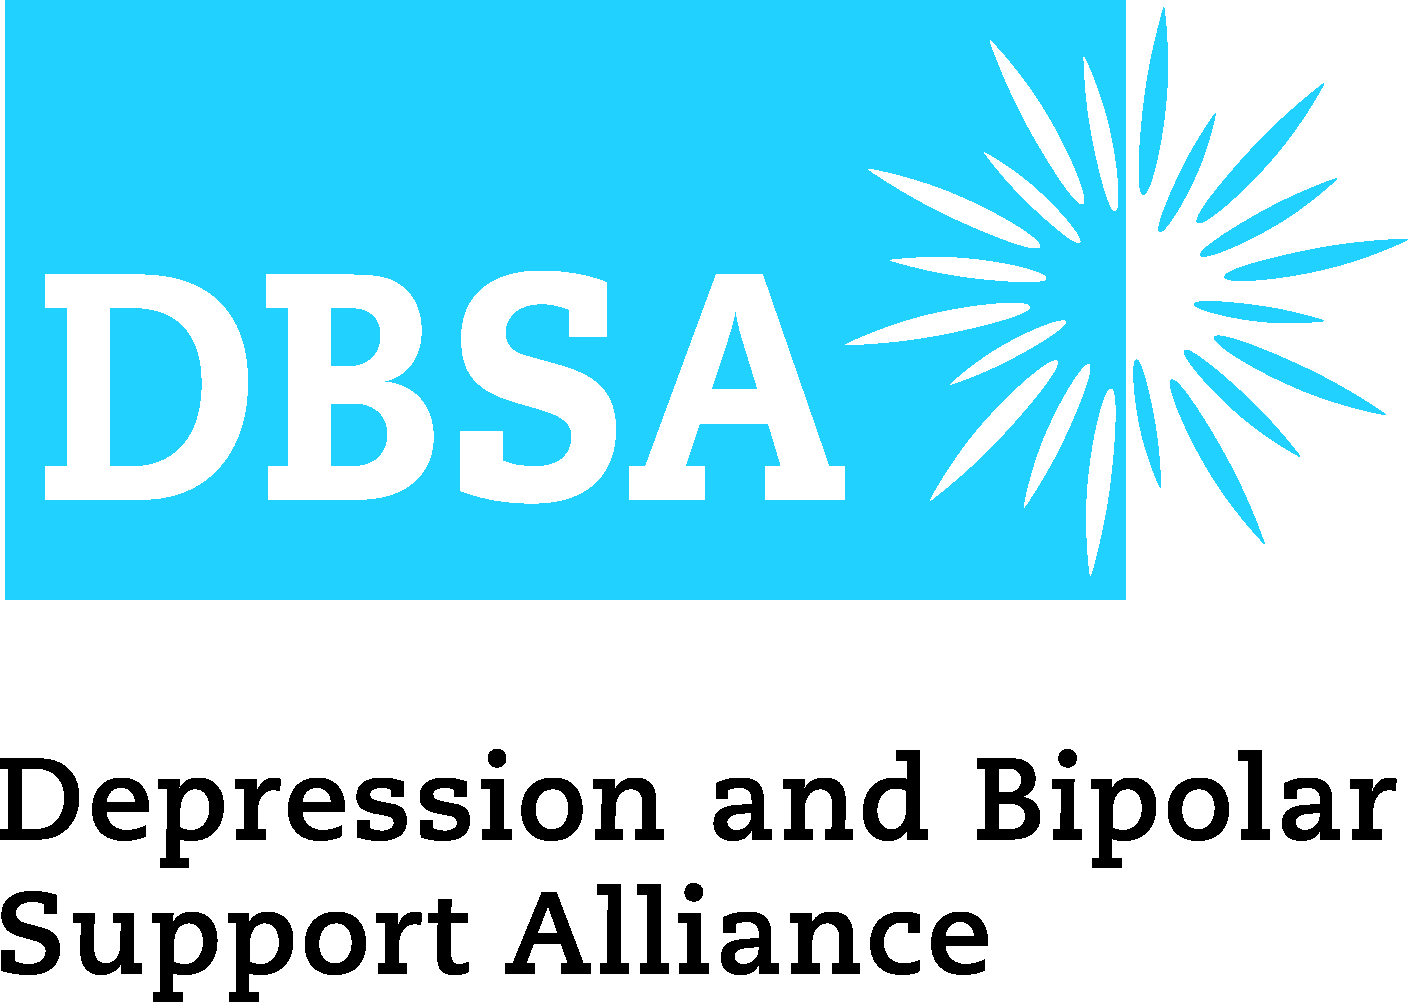 DBSA
Depression and Bipolar
Support Alliance